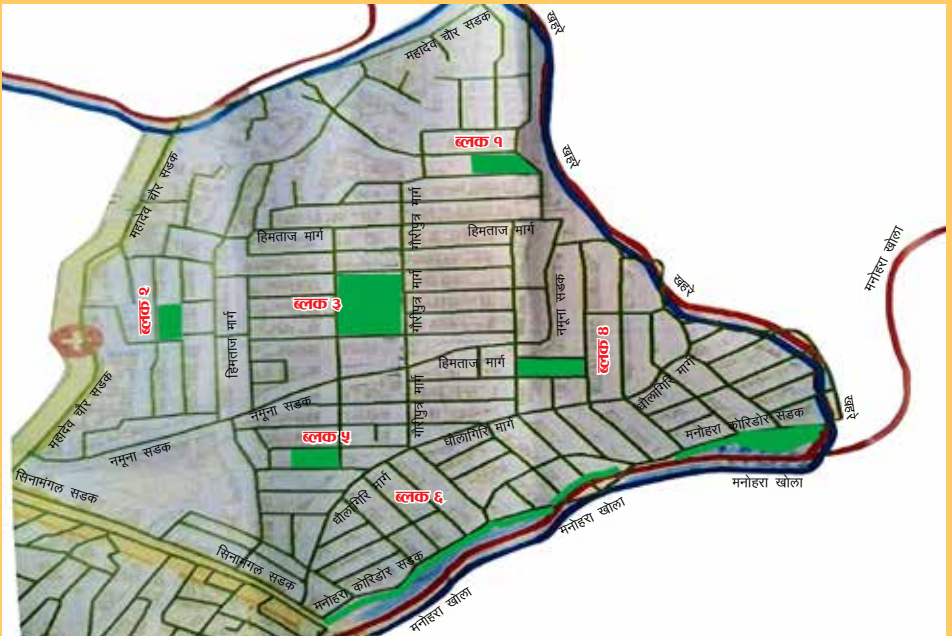 महादेव चौर सडक
खहरे
ब्लक १
खहरे
महादेव चौर सडक
गौरीपुत्र मार्ग
हिमताज मार्ग
हिमताज मार्ग
मनोहरा खोला
खहरे
ब्लक २
ब्लक ३
गौरीपुत्र मार्ग
नमूना सडक
हिमताज मार्ग
ब्लक ४
हिमताज मार्ग
धौलागिरि मार्ग
महादेव चौर सडक
गौरीपुत्र मार्ग
नमूना सडक
खहरे
मनोहरा कोरिडोर सडक
धौलागिरि मार्ग
ब्लक ५
नमूना सडक
सिनामंगल सडक
धौलागिरि मार्ग
ब्लक ६
मनोहरा खोला
मनोहरा खोला
सिनामंगल सडक
मनोहरा कोरिडोर सडक
मनोहरा खोला